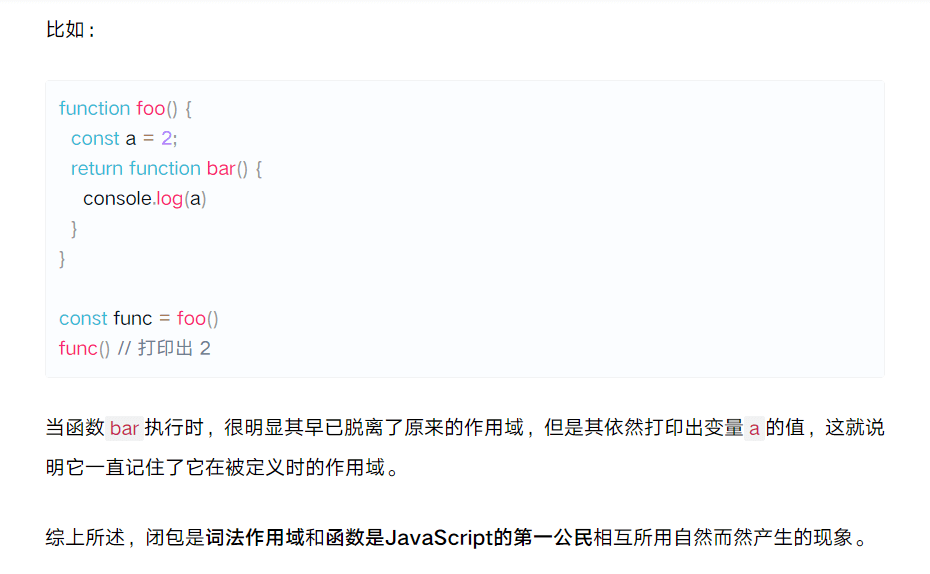 比如：
function foo() {
  const a = 2;
  return function bar() {
    console.log(a)
  }
}
const func = foo()
func() // 打印出 2
当函数 bar 执行时，很明显其早已脱离了原来的作用域，但是其依然打印出变量 a 的值，这就说
明它一直记住了它在被定义时的作用域。
综上所述，闭包是词法作用域和函数是JavaScript的第一公民相互所用自然而然产生的现象。